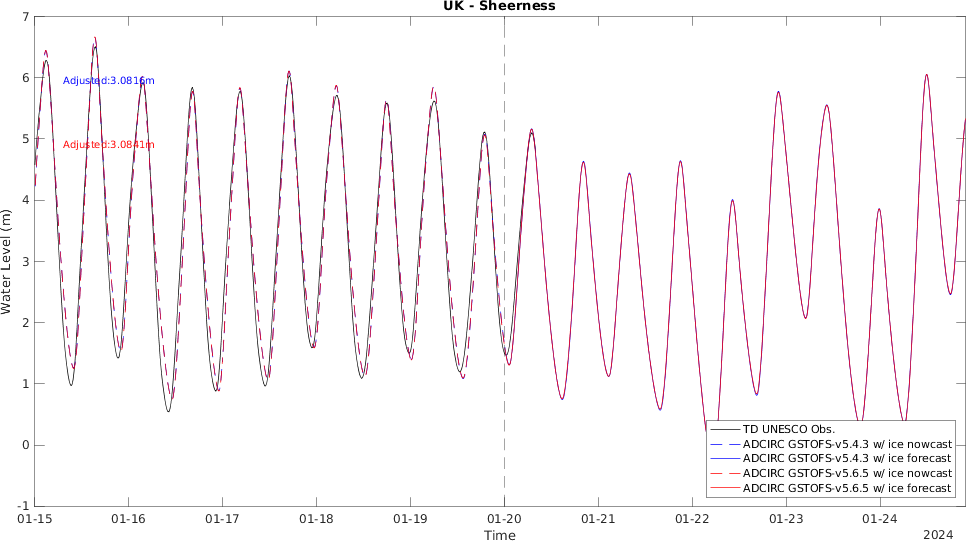 UK - Sheerness
7
6
5
4
3
2
1
0
-1
Water Level (m)
Adjusted:3.0816m
Adjusted:3.0841m
TD UNESCO Obs.
ADCIRC GSTOFS-v5.4.3 w/ ice nowcast
ADCIRC GSTOFS-v5.4.3 w/ ice forecast
ADCIRC GSTOFS-v5.6.5 w/ ice nowcast
ADCIRC GSTOFS-v5.6.5 w/ ice forecast
01-15 01-16 01-17 01-18 01-19 01-20 01-21 01-22 01-23 01-24
Time
2024